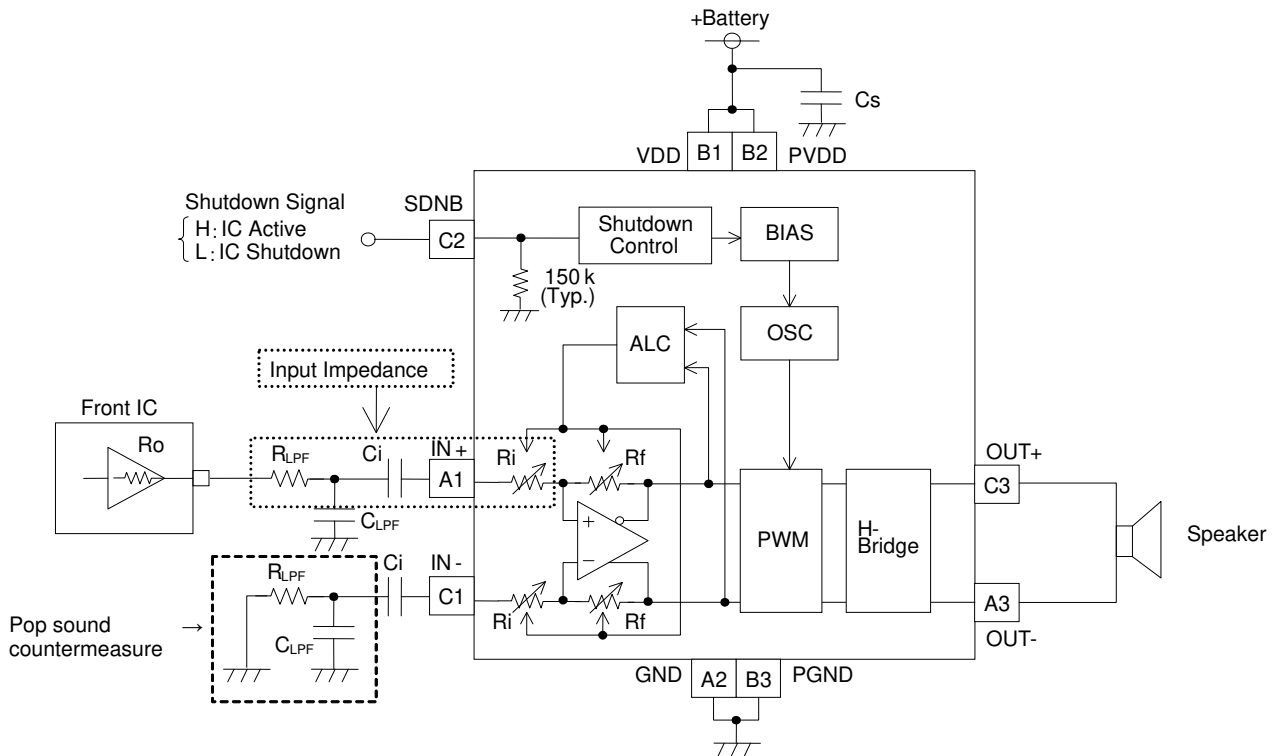 +Battery
Cs
VDD
B1
B2
PVDD
Shutdown Signal
H: IC Active
L: IC Shutdown
SDNB
C2
Shutdown
Control
BIAS
150 k
(Typ.)
ALC
OSC
Input Impedance
Front IC
Ro
RLPF
Ci
IN +
A1
Ri
Rf
OUT+
C3
CLPF
+
−
PWM
H-
Bridge
Speaker
RLPF
Ci
IN -
C1
Ri
Rf
A3
OUT-
Pop sound →
countermeasure
CLPF
GND
A2
B3
PGND